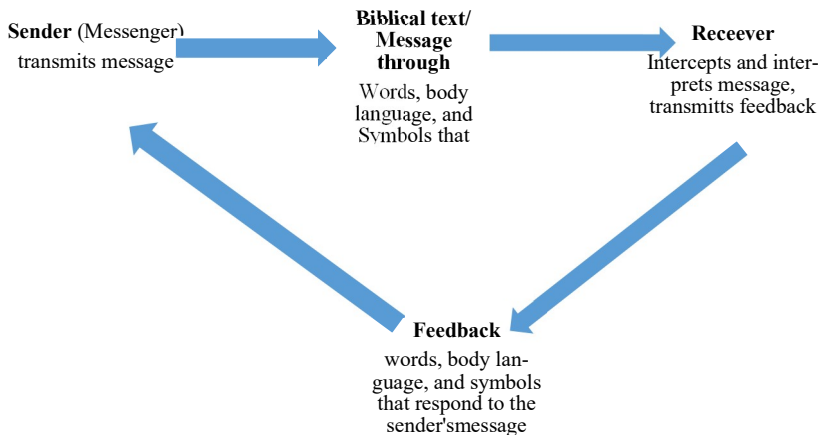 Sender (Messenger)
transmits message
Biblical text/
Message
through
Words, body
language, and
Symbols that
Receever
Intercepts and inter-
prets message,
transmitts feedback
Feedback
words, body lan-
guage, and symbols
that respond to the
sender'smessage